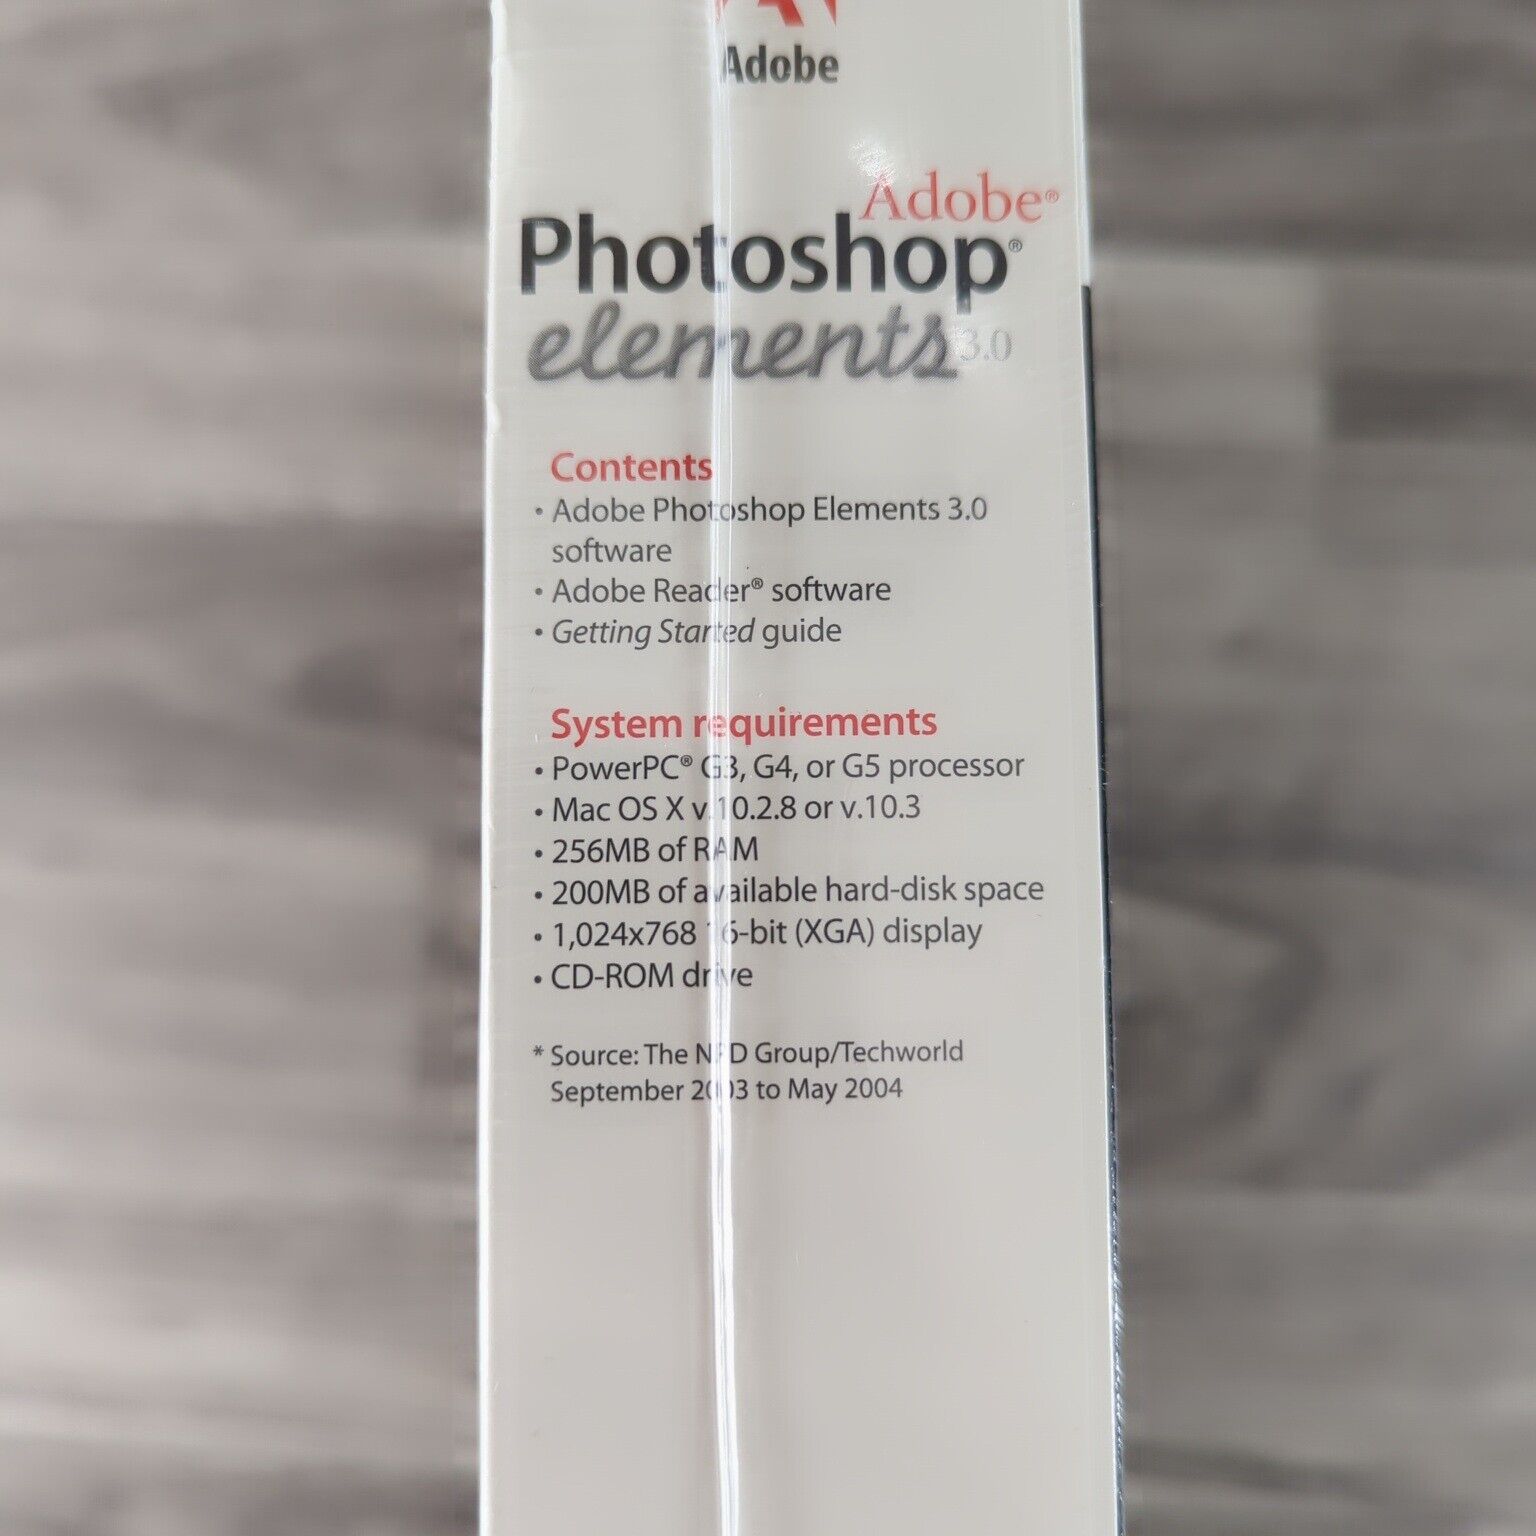 Adobe
Adobe®
Photoshop®
elements 3.0
Contents
• Adobe Photoshop Elements 3.0
software
• Adobe Reader® software
• Getting Started guide
System requirements
• PowerPC® G3, G4, or G5 processor
• Mac OS X v.10.2.8 or v.10.3
• 256MB of RAM
• 200MB of available hard-disk space
• 1,024x768 16-bit (XGA) display
• CD-ROM drive
* Source: The NPD Group/Techworld
September 2003 to May 2004